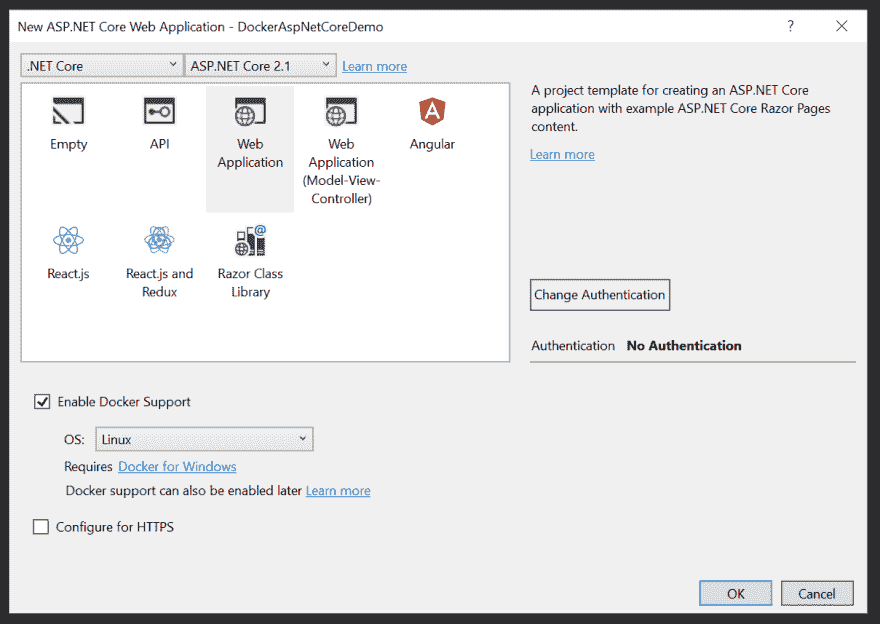 New ASP.NET Core Web Application - DockerAspNetCoreDemo
?
.NET Core
ASP.NET Core 2.1
Learn more
Empty
API
Web
Application
Web
Application
(Model-View-
Controller)
Angular
React.js
React.js and
Redux
Razor Class
Library
A project template for creating an ASP.NET Core
application with example ASP.NET Core Razor Pages
content.
Learn more
Change Authentication
Authentication No Authentication
Enable Docker Support
OS: Linux
Requires Docker for Windows
Docker support can also be enabled later Learn more
Configure for HTTPS
OK
Cancel